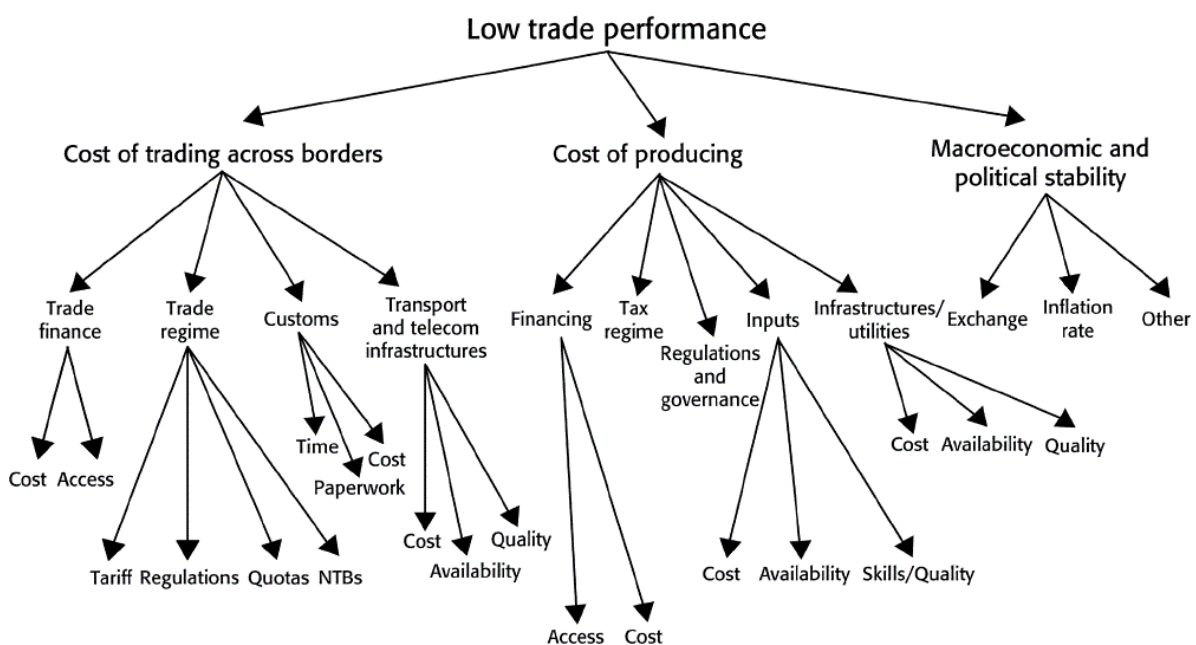 Low trade performance
Cost of trading across borders
Cost of producing
Macroeconomic and
political stability
Trade
finance
Trade
regime
Customs
Transport
and telecom
infrastructures
Financing
Tax
regime
Regulations
and
governance
Inputs
Infrastructures/
utilities
Exchange
Inflation
rate
Other
Cost Access
Tariff Regulations Quotas NTBs
Time
Paperwork
Cost
Cost
Availability
Quality
Access Cost
Cost Availability Skills/Quality
Cost Availability Quality